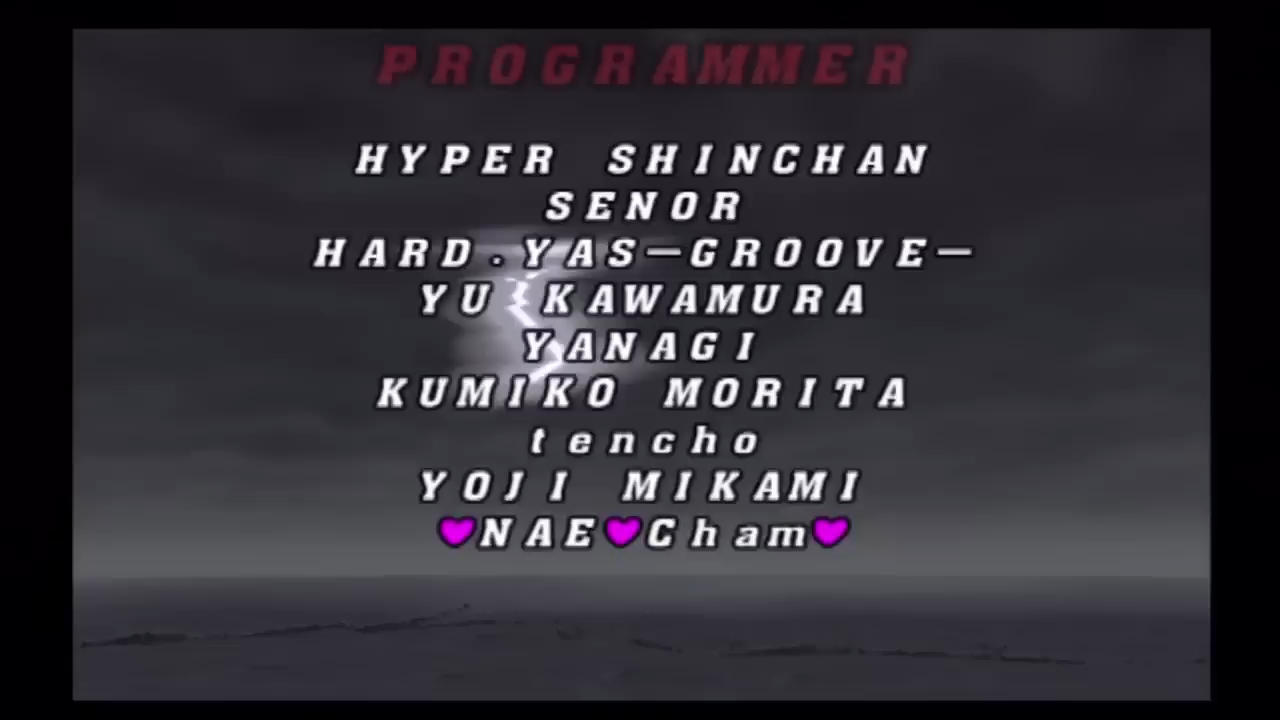 PROGRAMMER
HYPER SHINCHAN
SENOR
HARD.YAS—GROOVE—
YU KAWAMURA
YANAGI
KUMIKO MORITA
tencho
YOJI MIKAMI
♥NAE♥Cham♥